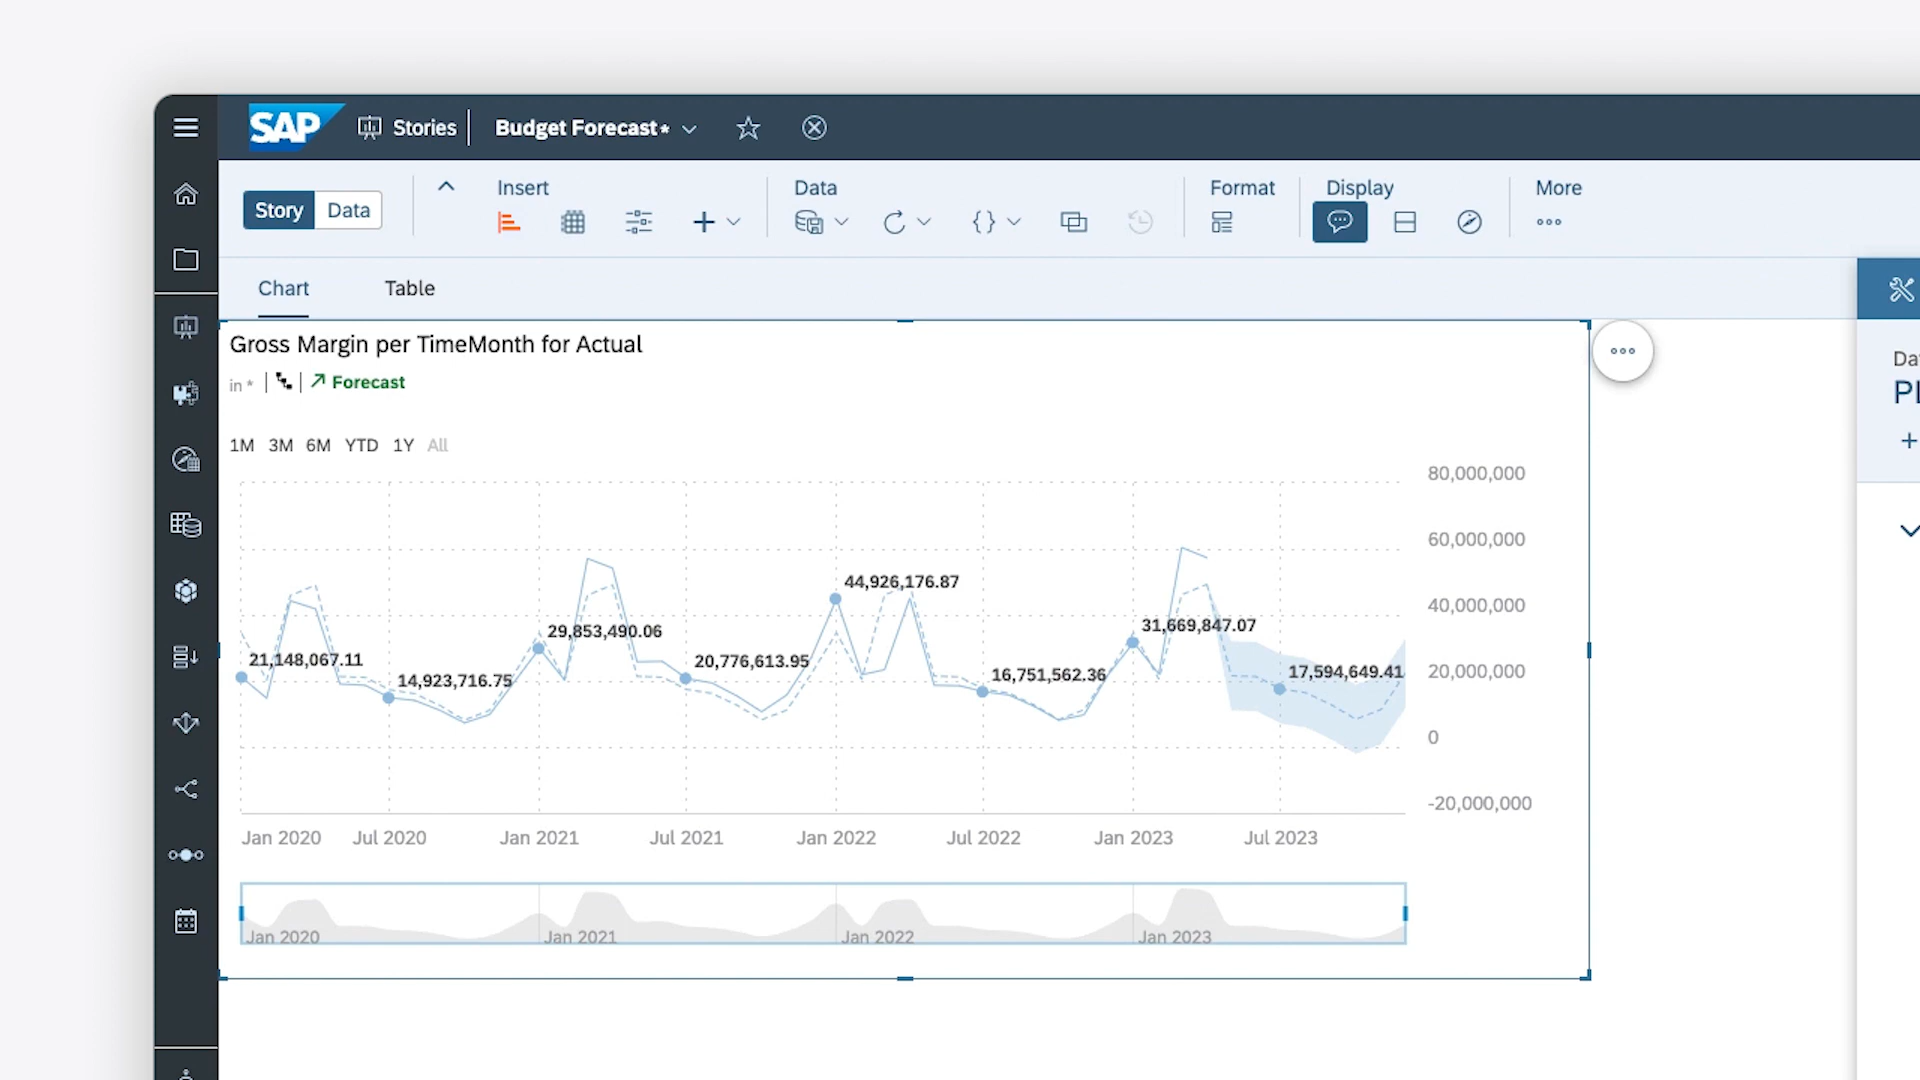 SAP Stories Budget Forecast*
Insert Data Format Display More
Story Data
Chart Table
Gross Margin per TimeMonth for Actual
in * Forecast
1M 3M 6M YTD 1Y All
80,000,000
60,000,000
40,000,000
20,000,000
0
-20,000,000
21,148,067.11
14,923,716.75
29,853,490.06
20,776,613.95
44,926,176.87
16,751,562.36
31,669,847.07
17,594,649.41
Jan 2020 Jul 2020 Jan 2021 Jul 2021 Jan 2022 Jul 2022 Jan 2023 Jul 2023
Jan 2020 Jan 2021 Jan 2022 Jan 2023